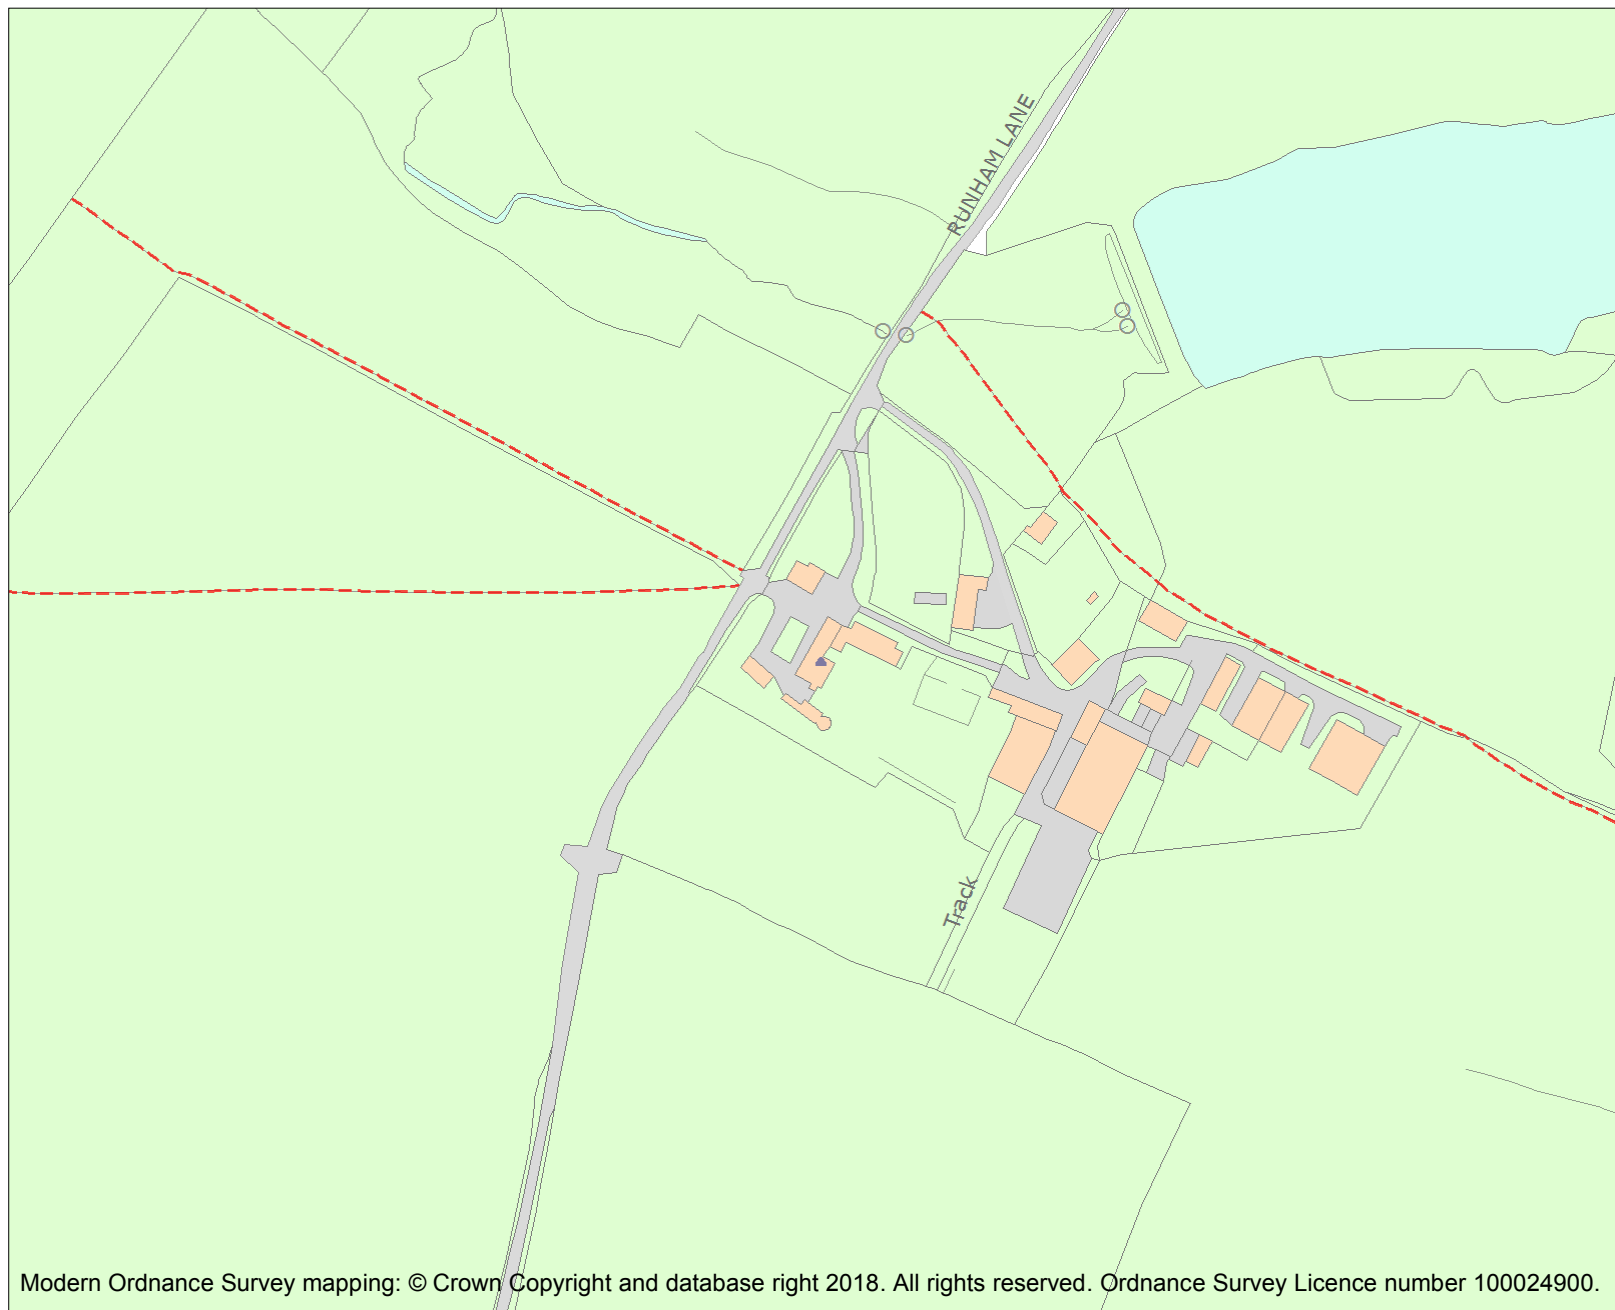 RUNHAM LANE
Track
Modern Ordnance Survey mapping: © Crown Copyright and database right 2018. All rights reserved. Ordnance Survey Licence number 100024900.